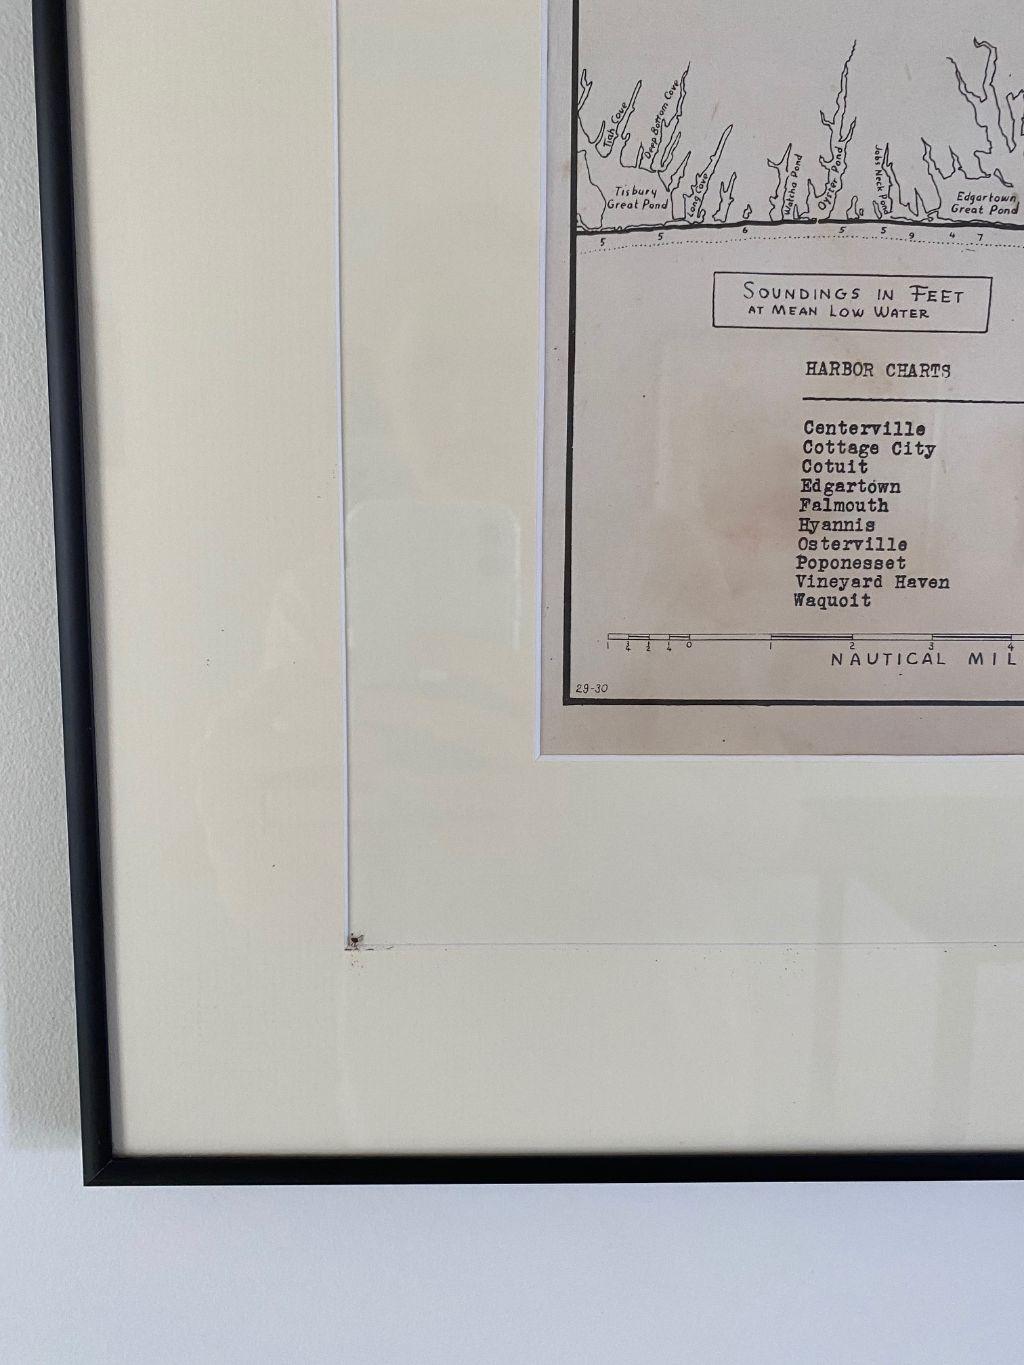 Tiah Cove
Deep Bottom Cove
Tisbury
Great Pond
Long Cove
Watcha Pond
Oyster Pond
Jobs Neck Pond
Edgartown
Great Pond
5 5 6 5 5 9 4 7
SOUNDINGS IN FEET
AT MEAN LOW WATER
HARBOR CHARTS
Centerville
Cottage City
Cotuit
Edgartown
Falmouth
Hyannis
Osterville
Poponesset
Vineyard Haven
Waquoit
0 1 2 3 4
NAUTICAL MIL
29-30